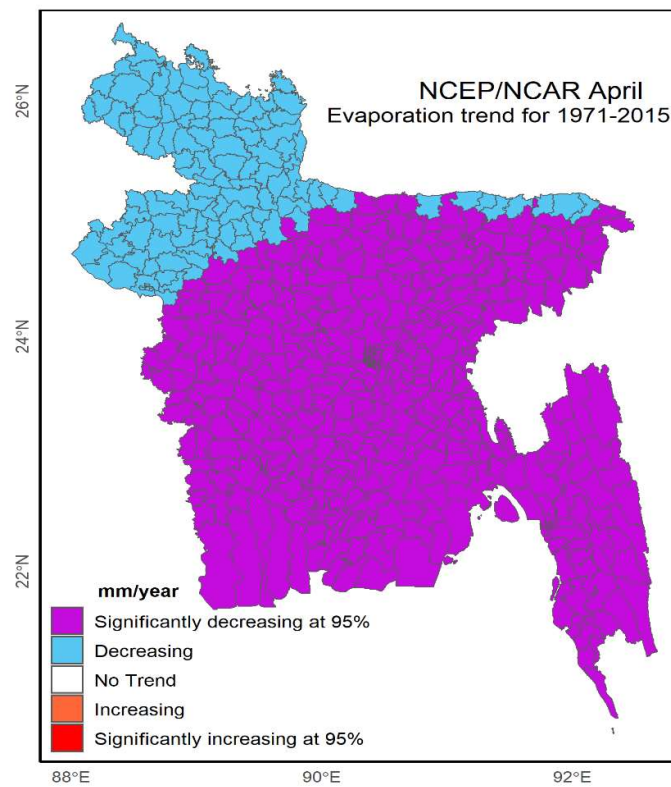 NCEP/NCAR April
Evaporation trend for 1971-2015
26°N
24°N
22°N
mm/year
Significantly decreasing at 95%
Decreasing
No Trend
Increasing
Significantly increasing at 95%
88°E 90°E 92°E